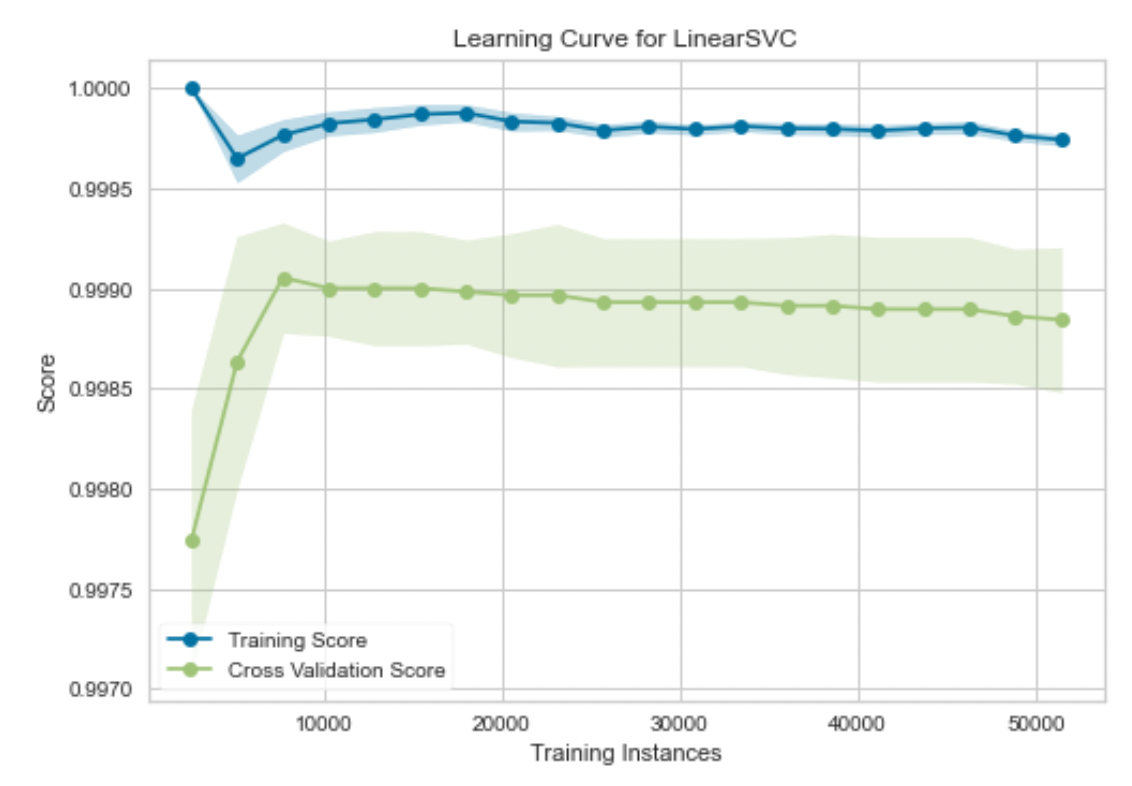 Learning Curve for LinearSVC
1.0000
0.9995
0.9990
0.9985
0.9980
0.9975
0.9970
Score
Training Score
Cross Validation Score
10000 20000 30000 40000 50000
Training Instances